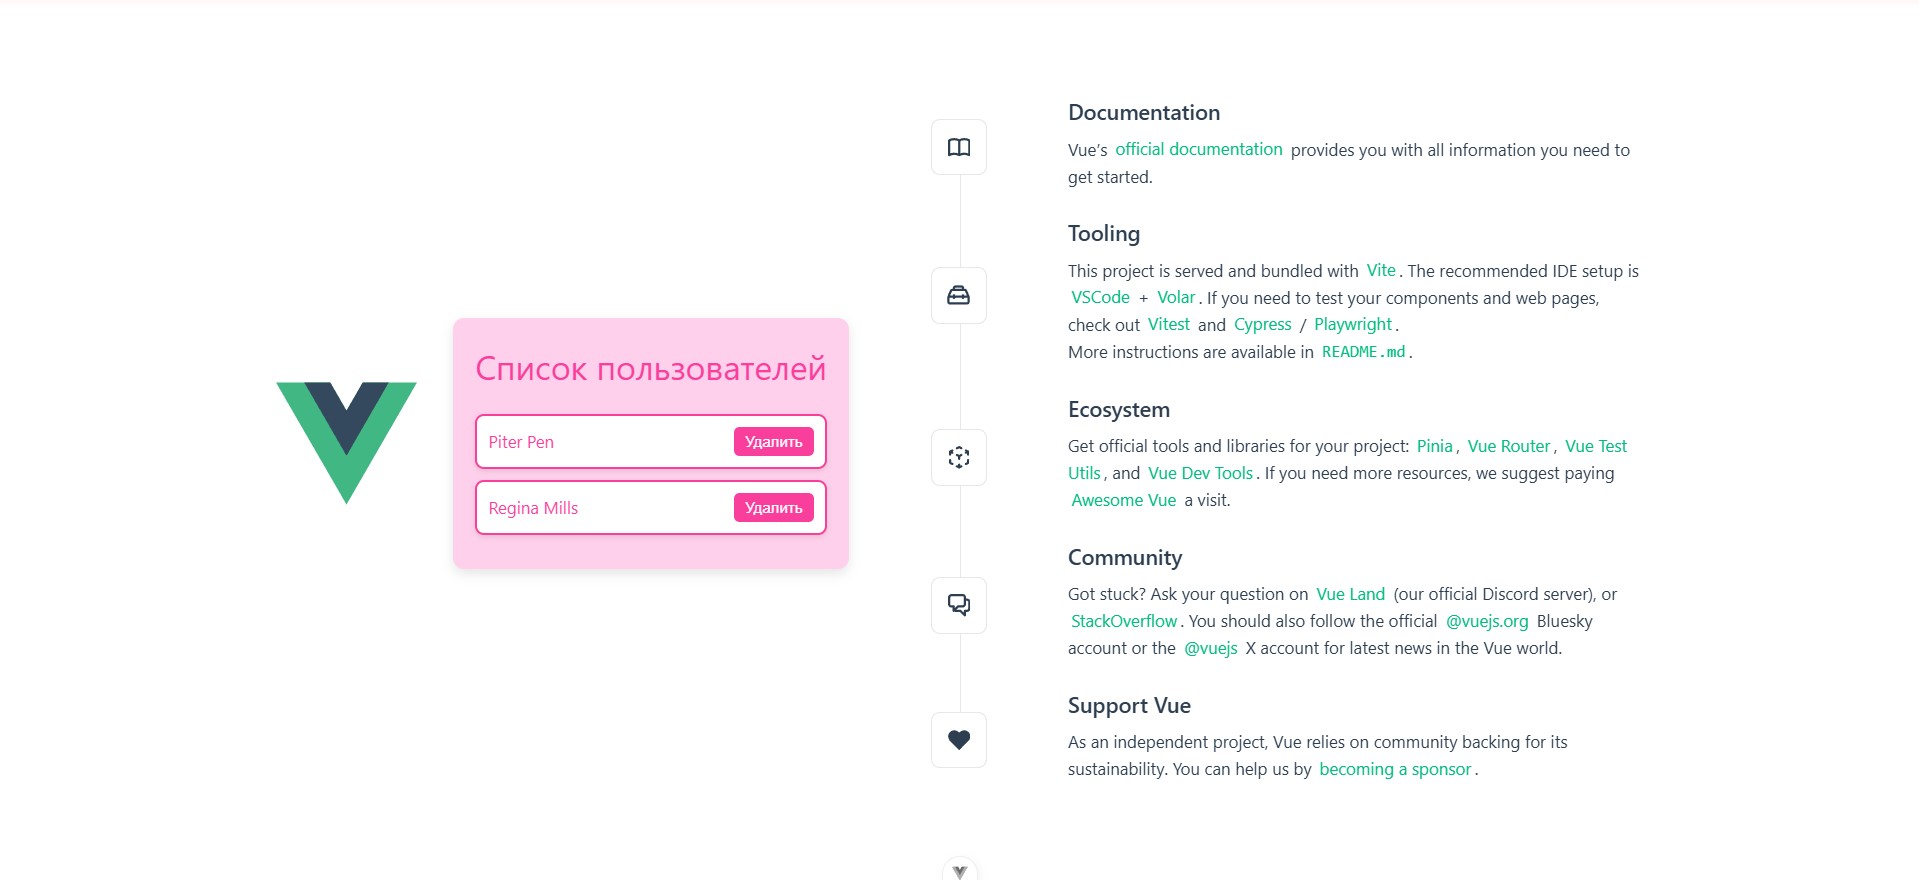 Список пользователей
Piter Pen
Удалить
Regina Mills
Удалить
Documentation
Vue’s official documentation provides you with all information you need to
get started.
Tooling
This project is served and bundled with Vite. The recommended IDE setup is
VSCode + Volar. If you need to test your components and web pages,
check out Vitest and Cypress / Playwright.
More instructions are available in README.md.
Ecosystem
Get official tools and libraries for your project: Pinia, Vue Router, Vue Test
Utils, and Vue Dev Tools. If you need more resources, we suggest paying
Awesome Vue a visit.
Community
Got stuck? Ask your question on Vue Land (our official Discord server), or
StackOverflow. You should also follow the official @vuejs.org Bluesky
account or the @vuejs X account for latest news in the Vue world.
Support Vue
As an independent project, Vue relies on community backing for its
sustainability. You can help us by becoming a sponsor.